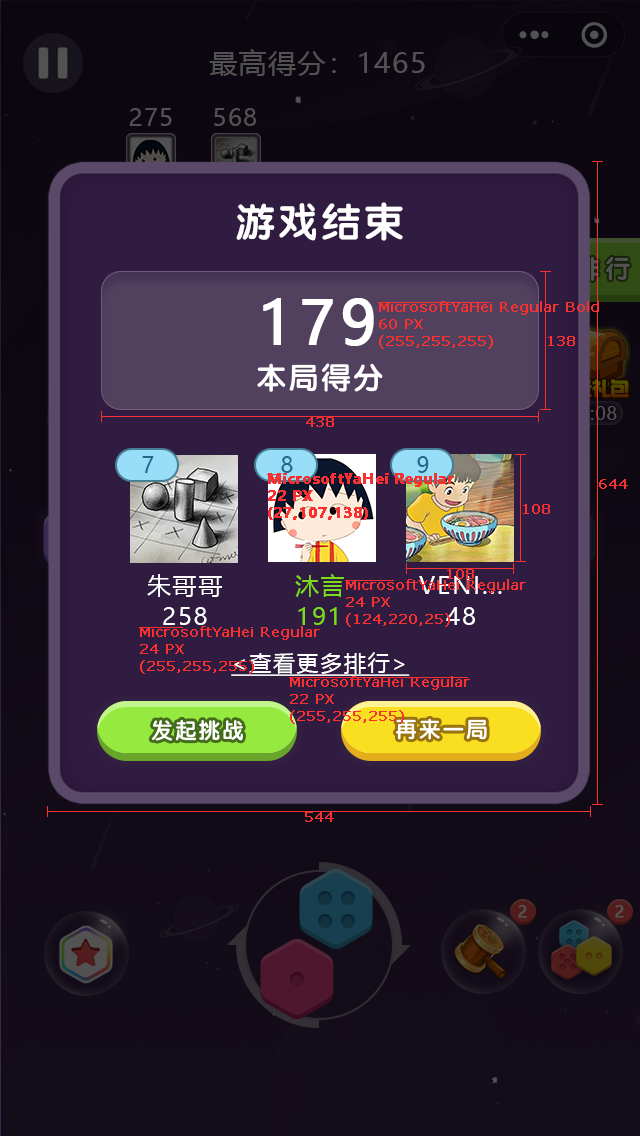 最高得分：1465
275
568
游戏结束
排行
179
MicrosoftYaHei Regular Bold
60 PX
(255,255,255)
138
本局得分
礼包
:08
438
644
7
8
9
MicrosoftYaHei Regular
22 PX
(27,107,138)
108
108
朱哥哥
沐言
VENI...
MicrosoftYaHei Regular
24 PX
(124,220,25)
258
191
48
MicrosoftYaHei Regular
24 PX
(255,255,255)
<查看更多排行>
MicrosoftYaHei Regular
22 PX
(255,255,255)
发起挑战
再来一局
544
2
2